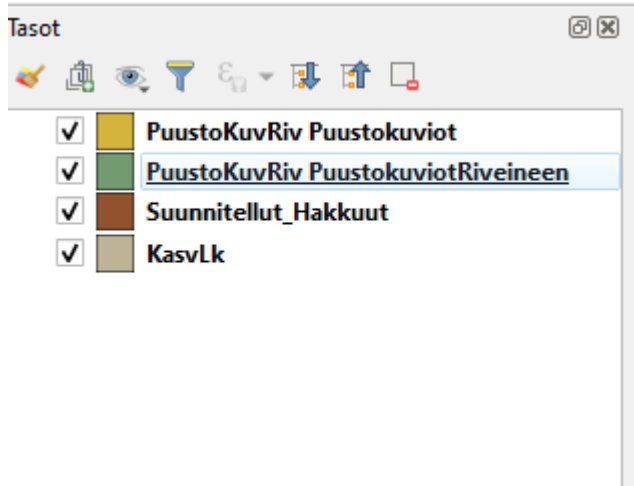 Tasot
PuustoKuvRiv Puustokuviot
PuustoKuvRiv PuustokuviotRiveineen
Suunnitellut_Hakkuut
KasvLk